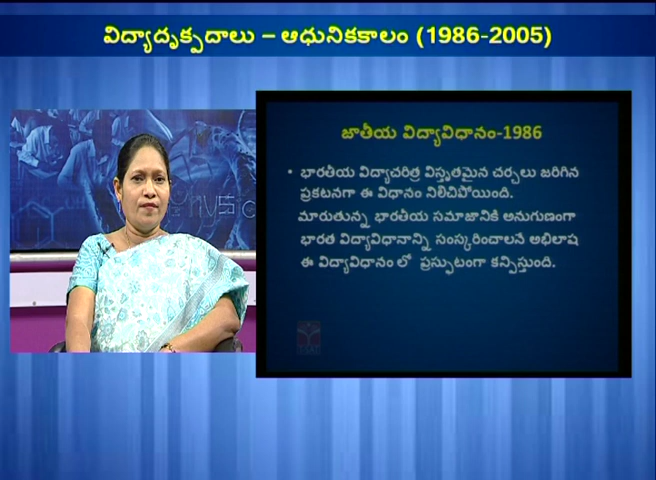 విద్యాదృక్పదాలు – ఆధునికకాలం (1986-2005)
జాతీయ విద్యావిధానం-1986
• భారతీయ విద్యాచరిత్ర విస్తృతమైన చర్చలు జరిగిన
ప్రకటనగా ఈ విధానం నిలిచిపోయింది.
మారుతున్న భారతీయ సమాజానికి అనుగుణంగా
భారత విద్యావిధానాన్ని సంస్కరించాలనే అభిలాష
ఈ విద్యావిధానం లో ప్రస్ఫుటంగా కన్పిస్తుంది.